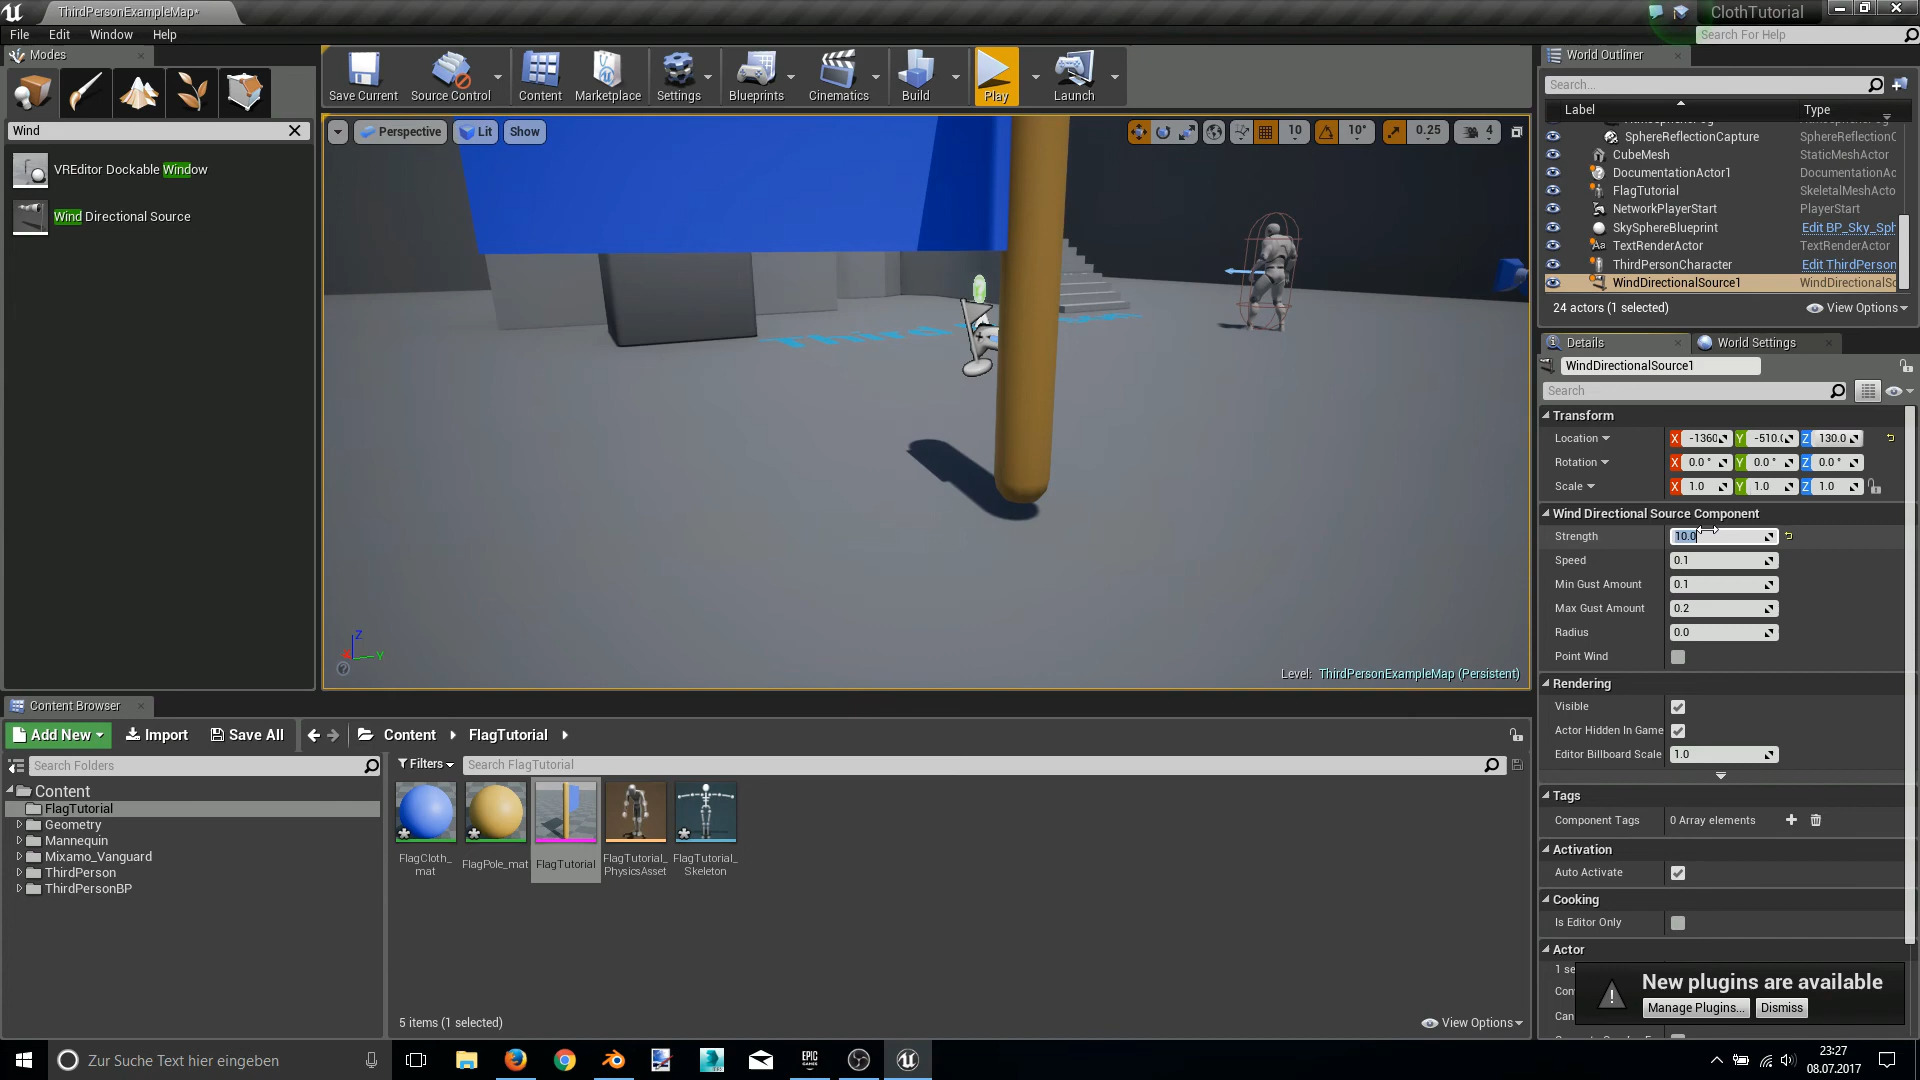 ThirdPersonExampleMap*
ClothTutorial
File Edit Window Help
Search For Help
Modes
Save Current
Source Control
Content
Marketplace
Settings
Blueprints
Cinematics
Build
Play
Launch
World Outliner
Search...
Label
Type
Wind
VREditor Dockable Window
Wind Directional Source
Perspective
Lit
Show
10
10°
0.25
4
SphereReflectionCapture SphereReflectionC
CubeMesh StaticMeshActor
DocumentationActor1 DocumentationAc
FlagTutorial SkeletalMeshActo
NetworkPlayerStart PlayerStart
SkySphereBlueprint Edit BP_Sky_Sph
TextRenderActor TextRenderActor
ThirdPersonCharacter Edit ThirdPerson
WindDirectionalSource1 WindDirectionalSc
24 actors (1 selected)
View Options
Details
World Settings
WindDirectionalSource1
Search
Transform
Location X -1360 Y -510.0 Z 130.0
Rotation X 0.0 ° Y 0.0 ° Z 0.0 °
Scale X 1.0 Y 1.0 Z 1.0
Wind Directional Source Component
Strength 10.0
Speed 0.1
Min Gust Amount 0.1
Max Gust Amount 0.2
Radius 0.0
Point Wind
Rendering
Visible
Actor Hidden In Game
Editor Billboard Scale 1.0
Tags
Component Tags 0 Array elements
Activation
Auto Activate
Cooking
Is Editor Only
Actor
1 se
Con
Can
New plugins are available
Manage Plugins...
Dismiss
Z
X
Y
Level: ThirdPersonExampleMap (Persistent)
Content Browser
Add New
Import
Save All
Content
FlagTutorial
Search Folders
Filters
Search FlagTutorial
Content
FlagTutorial
Geometry
Mannequin
Mixamo_Vanguard
ThirdPerson
ThirdPersonBP
FlagCloth_
mat
FlagPole_mat
FlagTutorial
FlagTutorial_
PhysicsAsset
FlagTutorial_
Skeleton
5 items (1 selected)
View Options
Zur Suche Text hier eingeben
EPIC
GAMES
23:27
08.07.2017